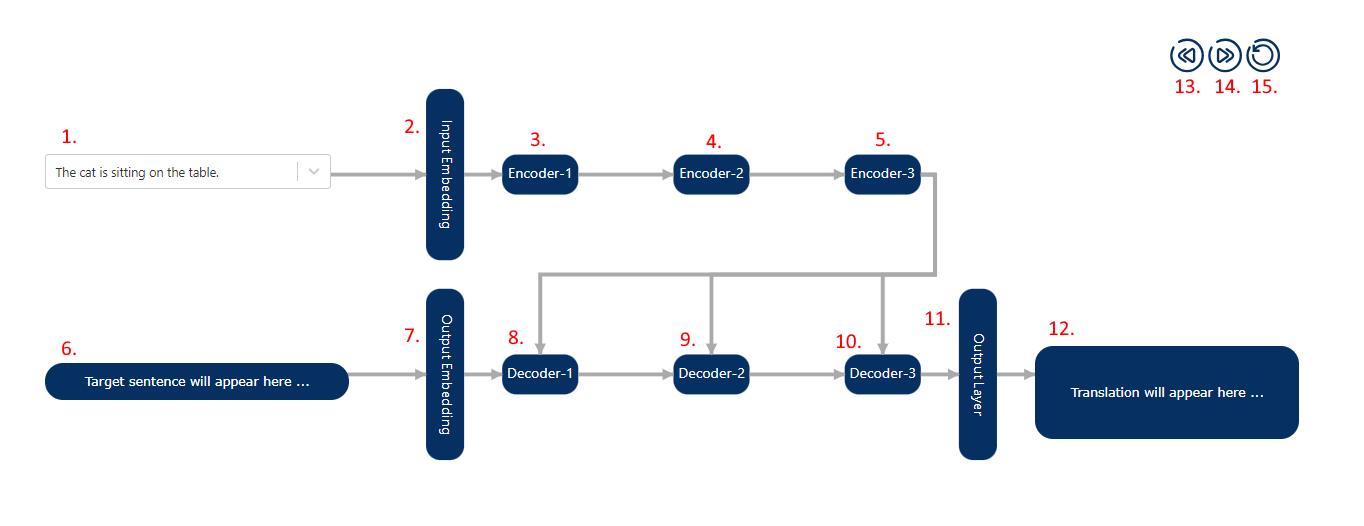 13. 14. 15.
1.
The cat is sitting on the table.
2.
Input Embedding
3.
Encoder-1
4.
Encoder-2
5.
Encoder-3
6.
Target sentence will appear here ...
7.
Output Embedding
8.
Decoder-1
9.
Decoder-2
10.
Decoder-3
11.
Output Layer
12.
Translation will appear here ...